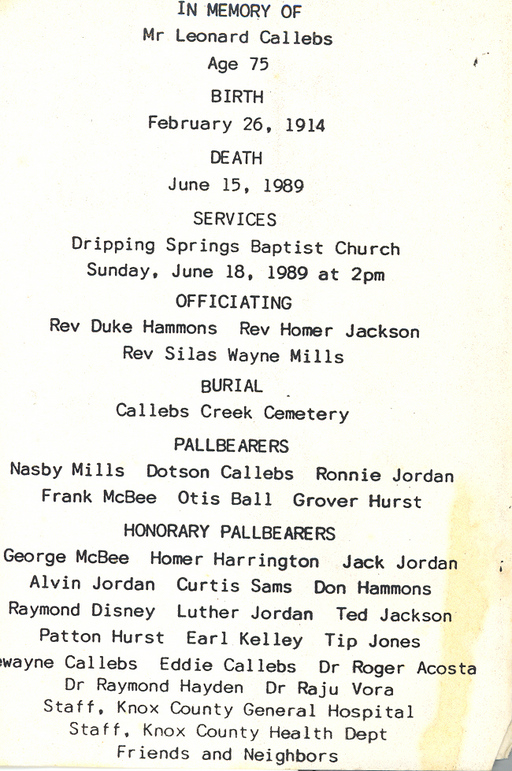 IN MEMORY OF
Mr Leonard Callebs
Age 75
BIRTH
February 26, 1914
DEATH
June 15, 1989
SERVICES
Dripping Springs Baptist Church
Sunday, June 18, 1989 at 2pm
OFFICIATING
Rev Duke Hammons Rev Homer Jackson
Rev Silas Wayne Mills
BURIAL
Callebs Creek Cemetery
PALLBEARERS
Nasby Mills Dotson Callebs Ronnie Jordan
Frank McBee Otis Ball Grover Hurst
HONORARY PALLBEARERS
George McBee Homer Harrington Jack Jordan
Alvin Jordan Curtis Sams Don Hammons
Raymond Disney Luther Jordan Ted Jackson
Patton Hurst Earl Kelley Tip Jones
ewayne Callebs Eddie Callebs Dr Roger Acosta
Dr Raymond Hayden Dr Raju Vora
Staff, Knox County General Hospital
Staff, Knox County Health Dept
Friends and Neighbors